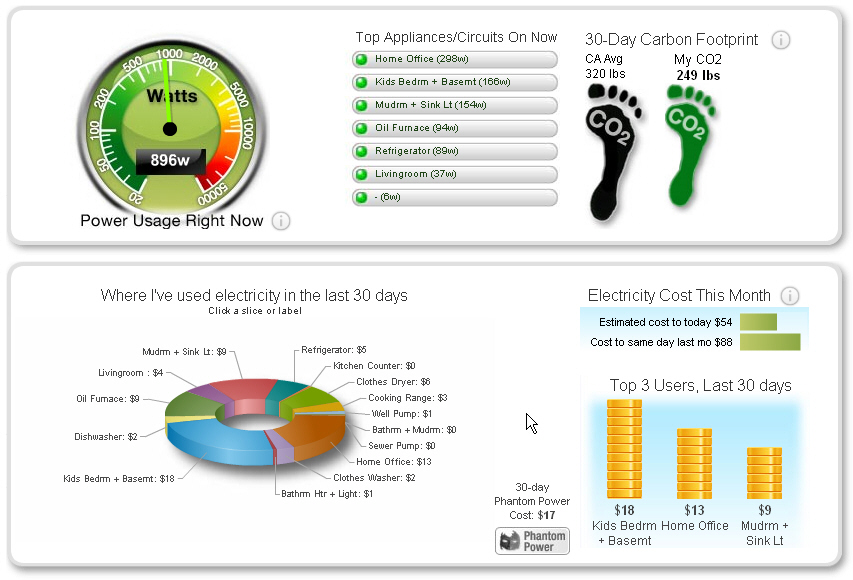 20
50
100
200
1000
2000
10000
50000
Watts
896w
Power Usage Right Now i
Top Appliances/Circuits On Now
Home Office (298w)
Kids Bedrm + Basemt (166w)
Mudrm + Sink Lt (154w)
Oil Furnace (94w)
Refrigerator (89w)
Livingroom (37w)
- (6w)
30-Day Carbon Footprint i
CA Avg
320 lbs
My CO2
249 lbs
CO2
CO2
Where I've used electricity in the last 30 days
Click a slice or label
Mudrm + Sink Lt: $9
Livingroom : $4
Oil Furnace: $9
Dishwasher: $2
Kids Bedrm + Basemt: $18
Refrigerator: $5
Kitchen Counter: $0
Clothes Dryer: $6
Cooking Range: $3
Well Pump: $1
Bathrm + Mudrm: $0
Sewer Pump: $0
Home Office: $13
Clothes Washer: $2
Bathrm Htr + Light: $1
30-day
Phantom Power
Cost: $17
Phantom
Power
Electricity Cost This Month i
Estimated cost to today $54
Cost to same day last mo $88
Top 3 Users, Last 30 days
$18
Kids Bedrm
+ Basemt
$13
Home Office
$9
Mudrm +
Sink Lt